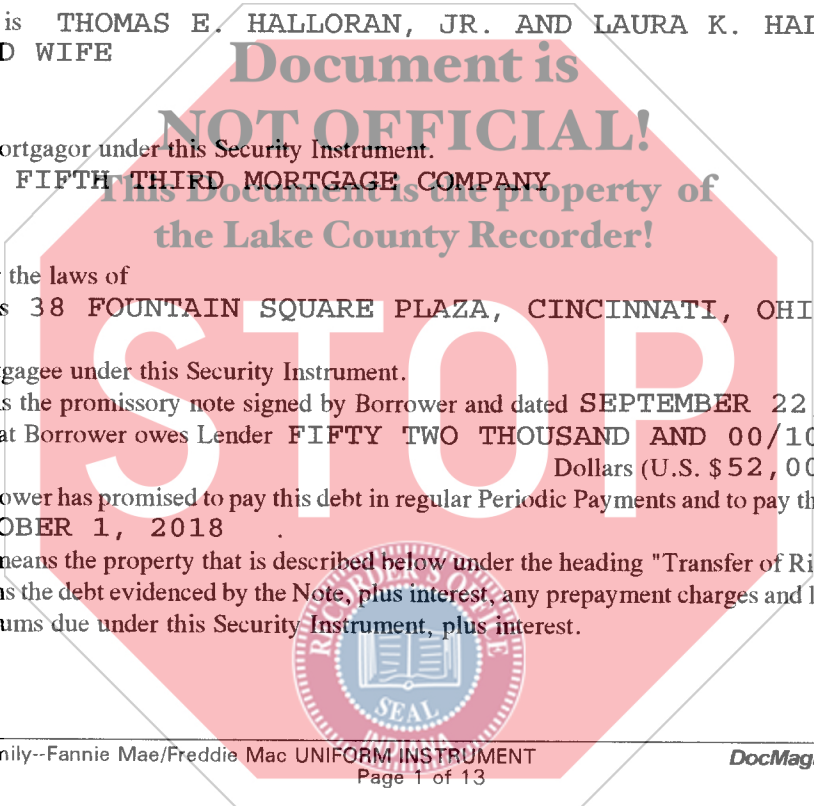 is THOMAS E. HALLORAN, JR. AND LAURA K. HAL
D WIFE
Document is
NOT OFFICIAL!
ortgagor under this Security Instrument.
FIFTH THIRD MORTGAGE COMPANY
This Document is the property of
the Lake County Recorder!
the laws of
s 38 FOUNTAIN SQUARE PLAZA, CINCINNATI, OHI
STOP
gagee under this Security Instrument.
s the promissory note signed by Borrower and dated SEPTEMBER 22
at Borrower owes Lender FIFTY TWO THOUSAND AND 00/10
Dollars (U.S. $ 52,00
ower has promised to pay this debt in regular Periodic Payments and to pay th
OBER 1, 2018 .
means the property that is described below under the heading "Transfer of Ri
ns the debt evidenced by the Note, plus interest, any prepayment charges and l
ums due under this Security Instrument, plus interest.
RECORDER'S OFFICE
SEAL
INDIANA
mily--Fannie Mae/Freddie Mac UNIFORM INSTRUMENT
DocMag
Page 1 of 13